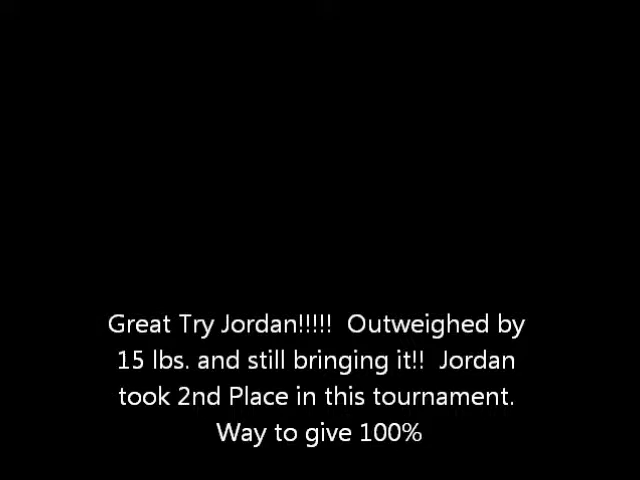 Great Try Jordan!!!!!  Outweighed by
15 lbs. and still bringing it!!  Jordan
took 2nd Place in this tournament.
Way to give 100%